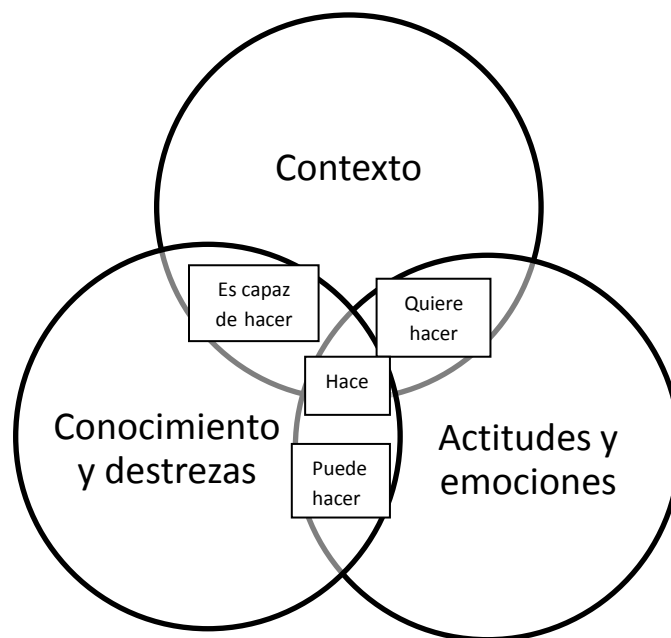 Contexto
Es capaz
de hacer
Quiere
hacer
Hace
Conocimiento
y destrezas
Actitudes y
emociones
Puede
hacer